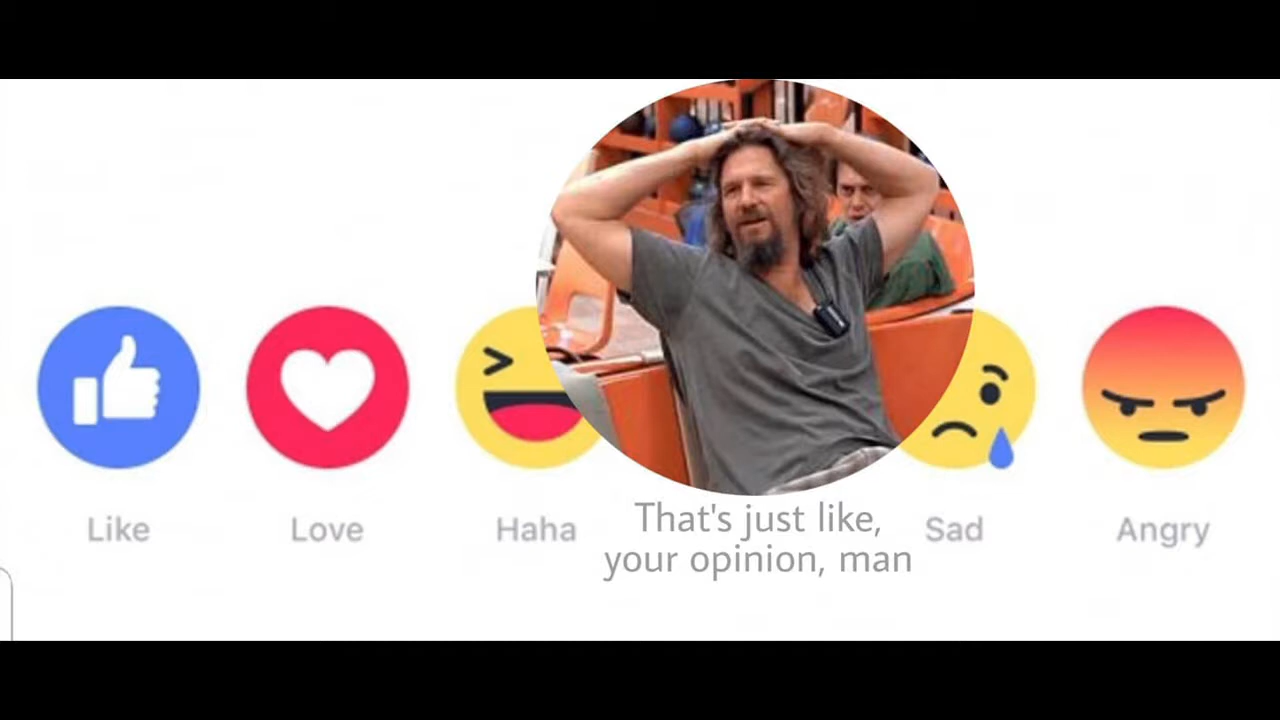 Like
Love
Haha
That's just like,
your opinion, man
Sad
Angry